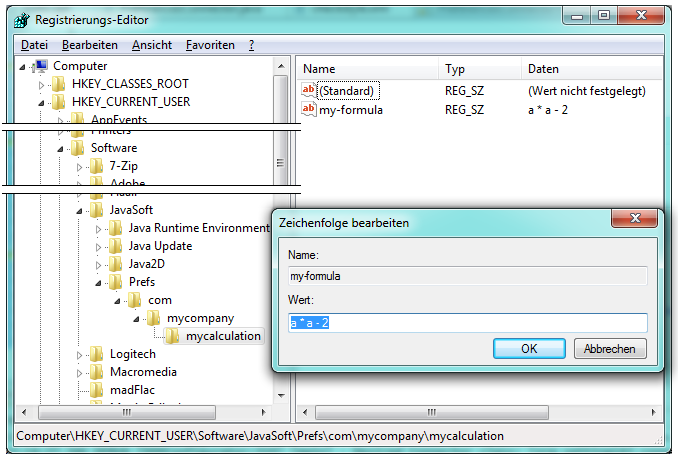 Registrierungs-Editor
Datei Bearbeiten Ansicht Favoriten ?
Computer
HKEY_CLASSES_ROOT
HKEY_CURRENT_USER
AppEvents
Printers
Software
7-Zip
Adobe
JavaSoft
Java Runtime Environment
Java Update
Java2D
Prefs
com
mycompany
mycalculation
Logitech
Macromedia
madFlac
Name Typ Daten
ab (Standard) REG_SZ (Wert nicht festgelegt)
ab my-formula REG_SZ a * a - 2
Zeichenfolge bearbeiten
Name:
my-formula
Wert:
a * a - 2
OK Abbrechen
Computer\HKEY_CURRENT_USER\Software\JavaSoft\Prefs\com\mycompany\mycalculation